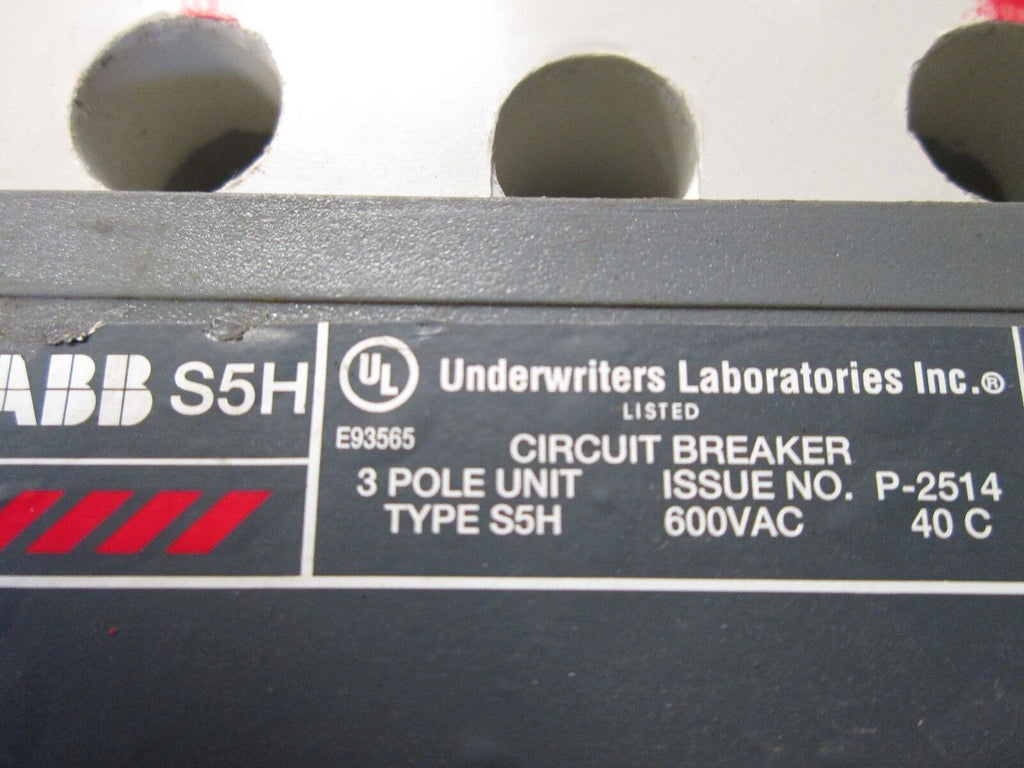 ABB S5H
UL Underwriters Laboratories Inc.®
LISTED
E93565
CIRCUIT BREAKER
3 POLE UNIT ISSUE NO. P-2514
TYPE S5H 600VAC 40 C